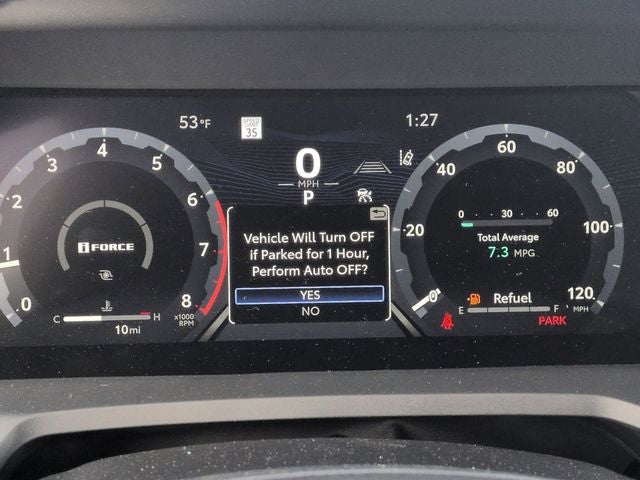 53°F
SPEED LIMIT 35
1:27
0
MPH
P
0 1 2 3 4 5 6 7 8
x1000
RPM
i FORCE
C H
10 mi
Vehicle Will Turn OFF
if Parked for 1 Hour,
Perform Auto OFF?
YES
NO
0 20 40 60 80 100 120
MPH
0 30 60
Total Average
7.3 MPG
Refuel
E F
PARK